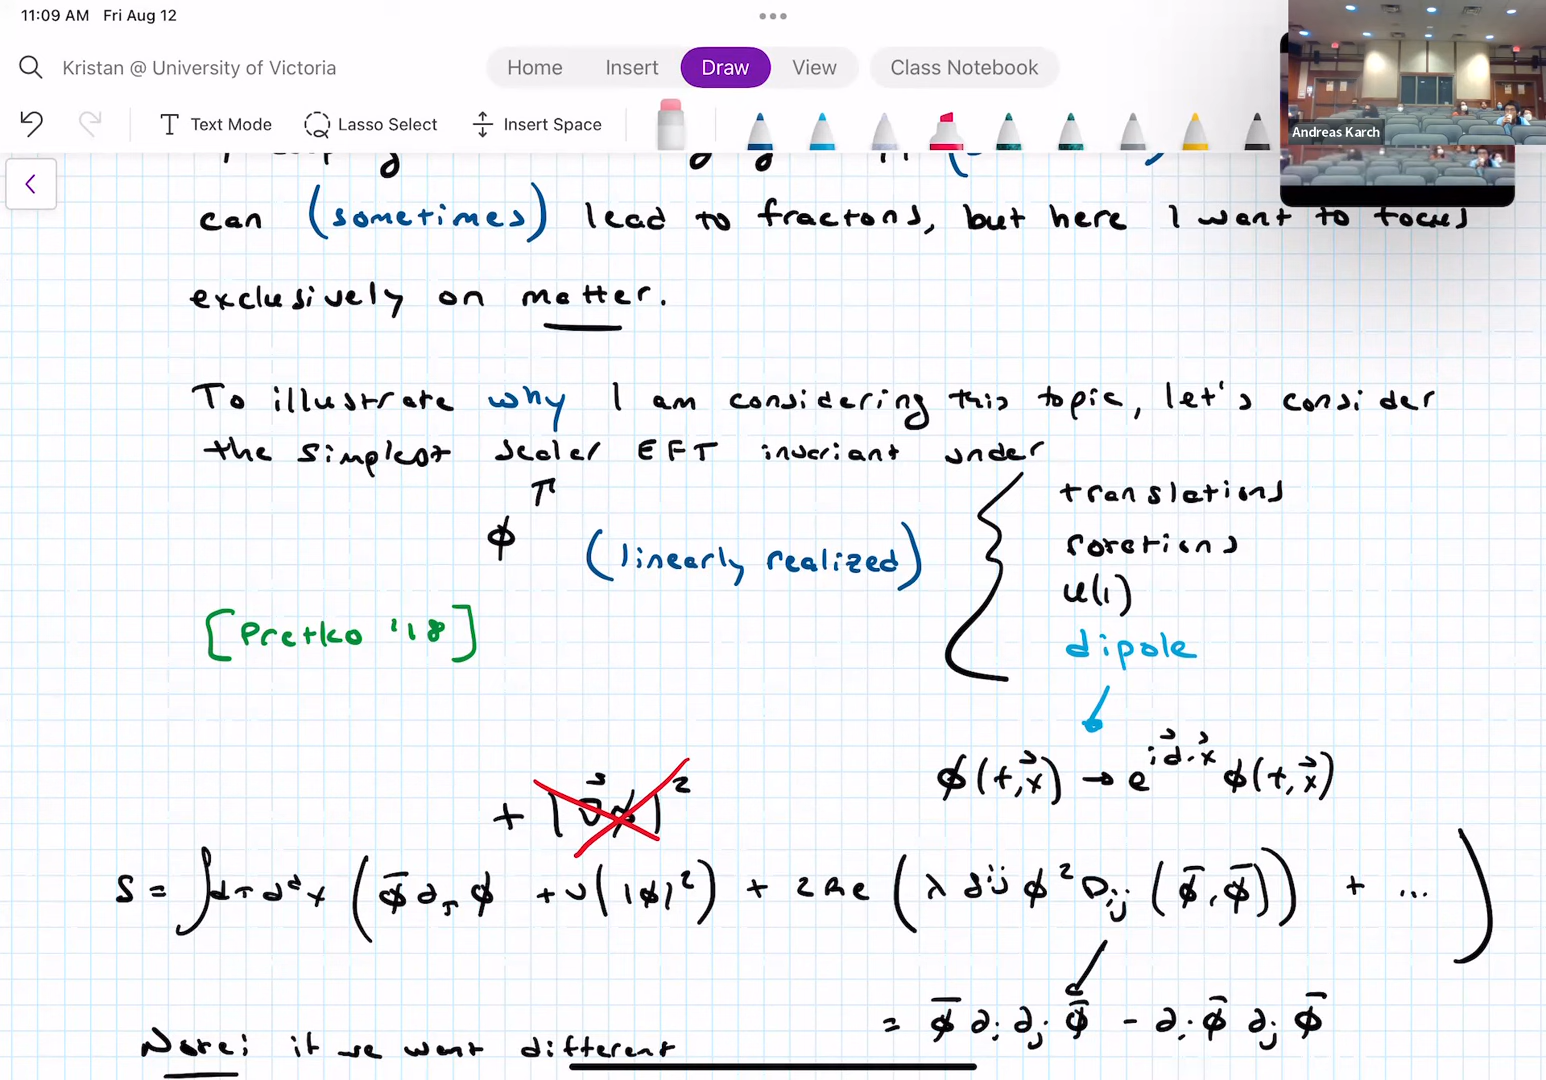 11:09 AM Fri Aug 12
Kristan @ University of Victoria
Home Insert Draw View Class Notebook
Text Mode Lasso Select Insert Space
Andreas Karch
can (sometimes) lead to fractons, but here I want to focus
exclusively on matter.
To illustrate why I am considering this topic, let's consider
the simplest scalar EFT invariant under
translations
↑
φ
(linearly realized)
rotations
U(1)
[Pretko '18]
dipole
φ(t,x⃗) → e^{i d⃗·x⃗} φ(t,x⃗)
+ |∇⃗φ|²
S = ∫dτ d^d x ( φ̄ ∂_τ φ + V(|φ|²) + 2Re ( λ δ^{ij} φ² D_{ij} (φ̄, φ̄)) + ... )
= φ̄ ∂_i ∂_j φ̄ - ∂_i φ̄ ∂_j φ̄
Note: if we want different